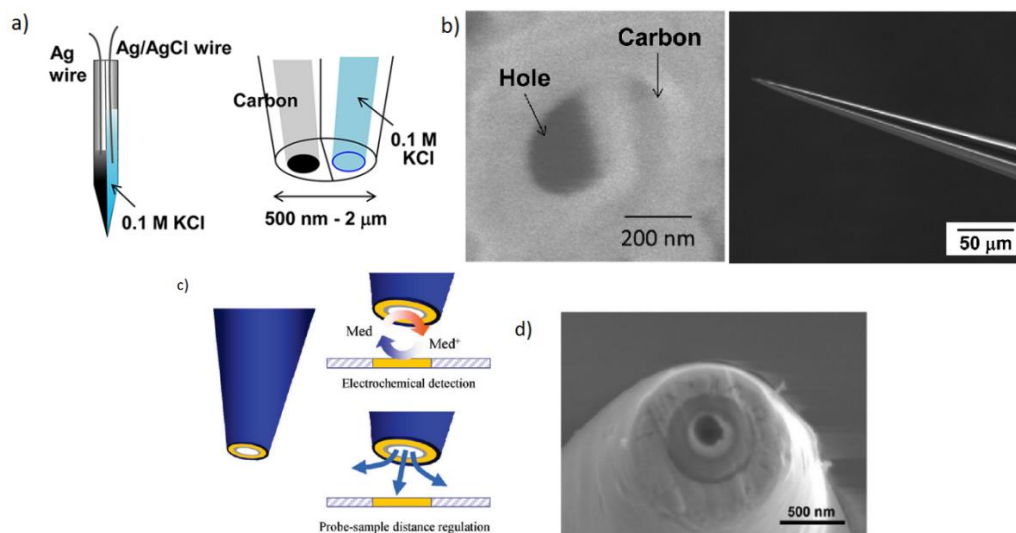 a)
Ag
wire
Ag/AgCl wire
0.1 M KCl
Carbon
0.1 M
KCl
500 nm - 2 μm
b)
Hole
Carbon
200 nm
50 μm
c)
Med
Med⁺
Electrochemical detection
Probe-sample distance regulation
d)
500 nm